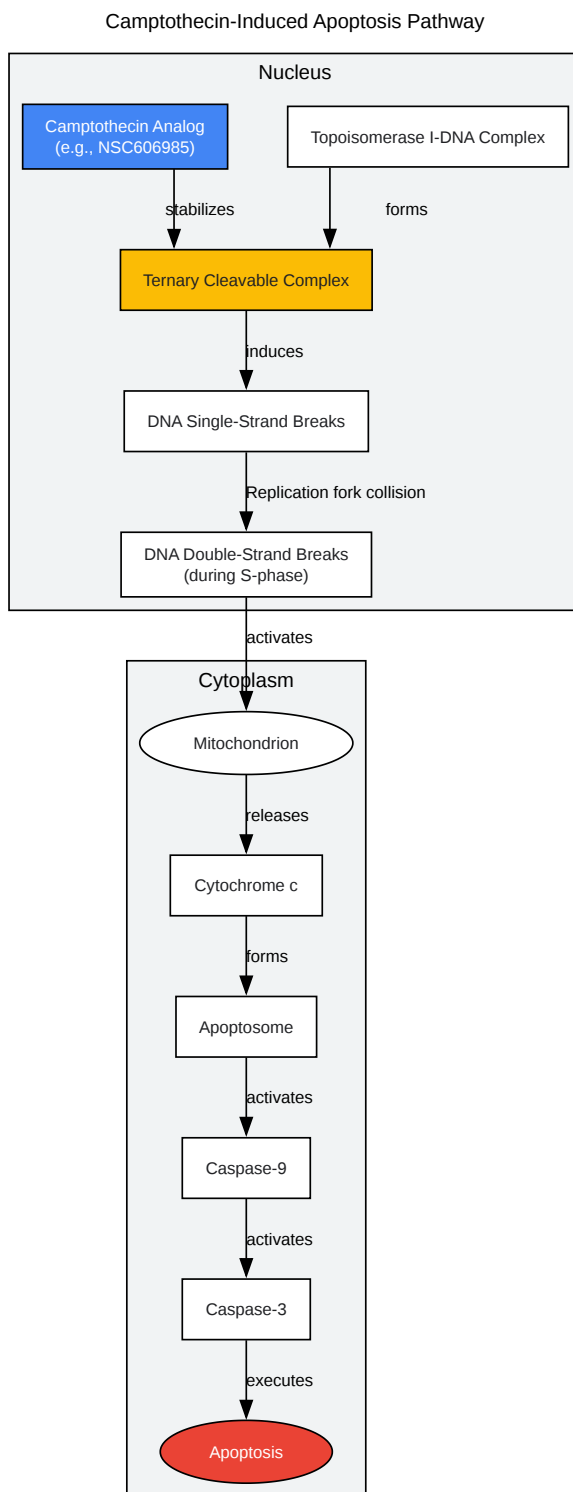 Camptothecin-Induced Apoptosis Pathway
Nucleus
Camptothecin Analog
(e.g., NSC606985)
Topoisomerase I-DNA Complex
stabilizes
forms
Ternary Cleavable Complex
induces
DNA Single-Strand Breaks
Replication fork collision
DNA Double-Strand Breaks
(during S-phase)
activates
Cytoplasm
Mitochondrion
releases
Cytochrome c
forms
Apoptosome
activates
Caspase-9
activates
Caspase-3
executes
Apoptosis